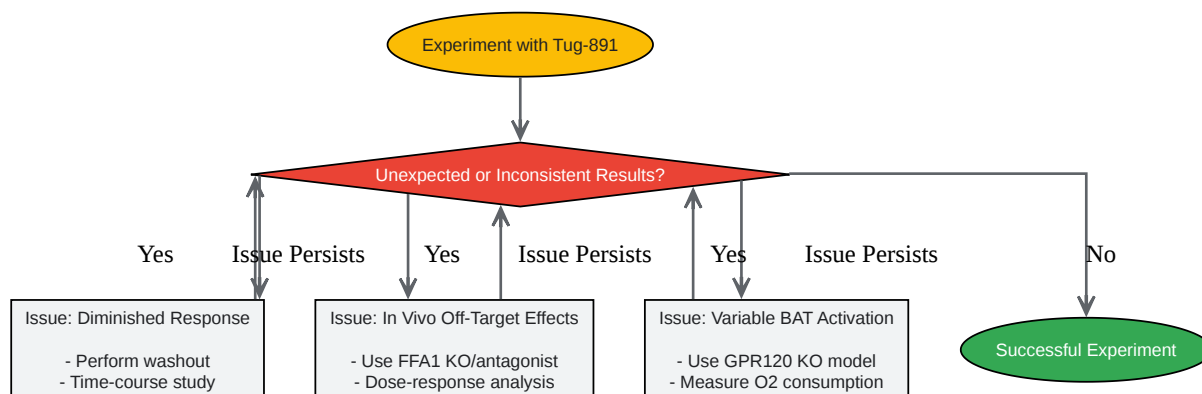 Experiment with Tug-891
Unexpected or Inconsistent Results?
Yes
Issue Persists
Yes
Issue Persists
Yes
Issue Persists
No
Issue: Diminished Response
- Perform washout
- Time-course study
Issue: In Vivo Off-Target Effects
- Use FFA1 KO/antagonist
- Dose-response analysis
Issue: Variable BAT Activation
- Use GPR120 KO model
- Measure O2 consumption
Successful Experiment